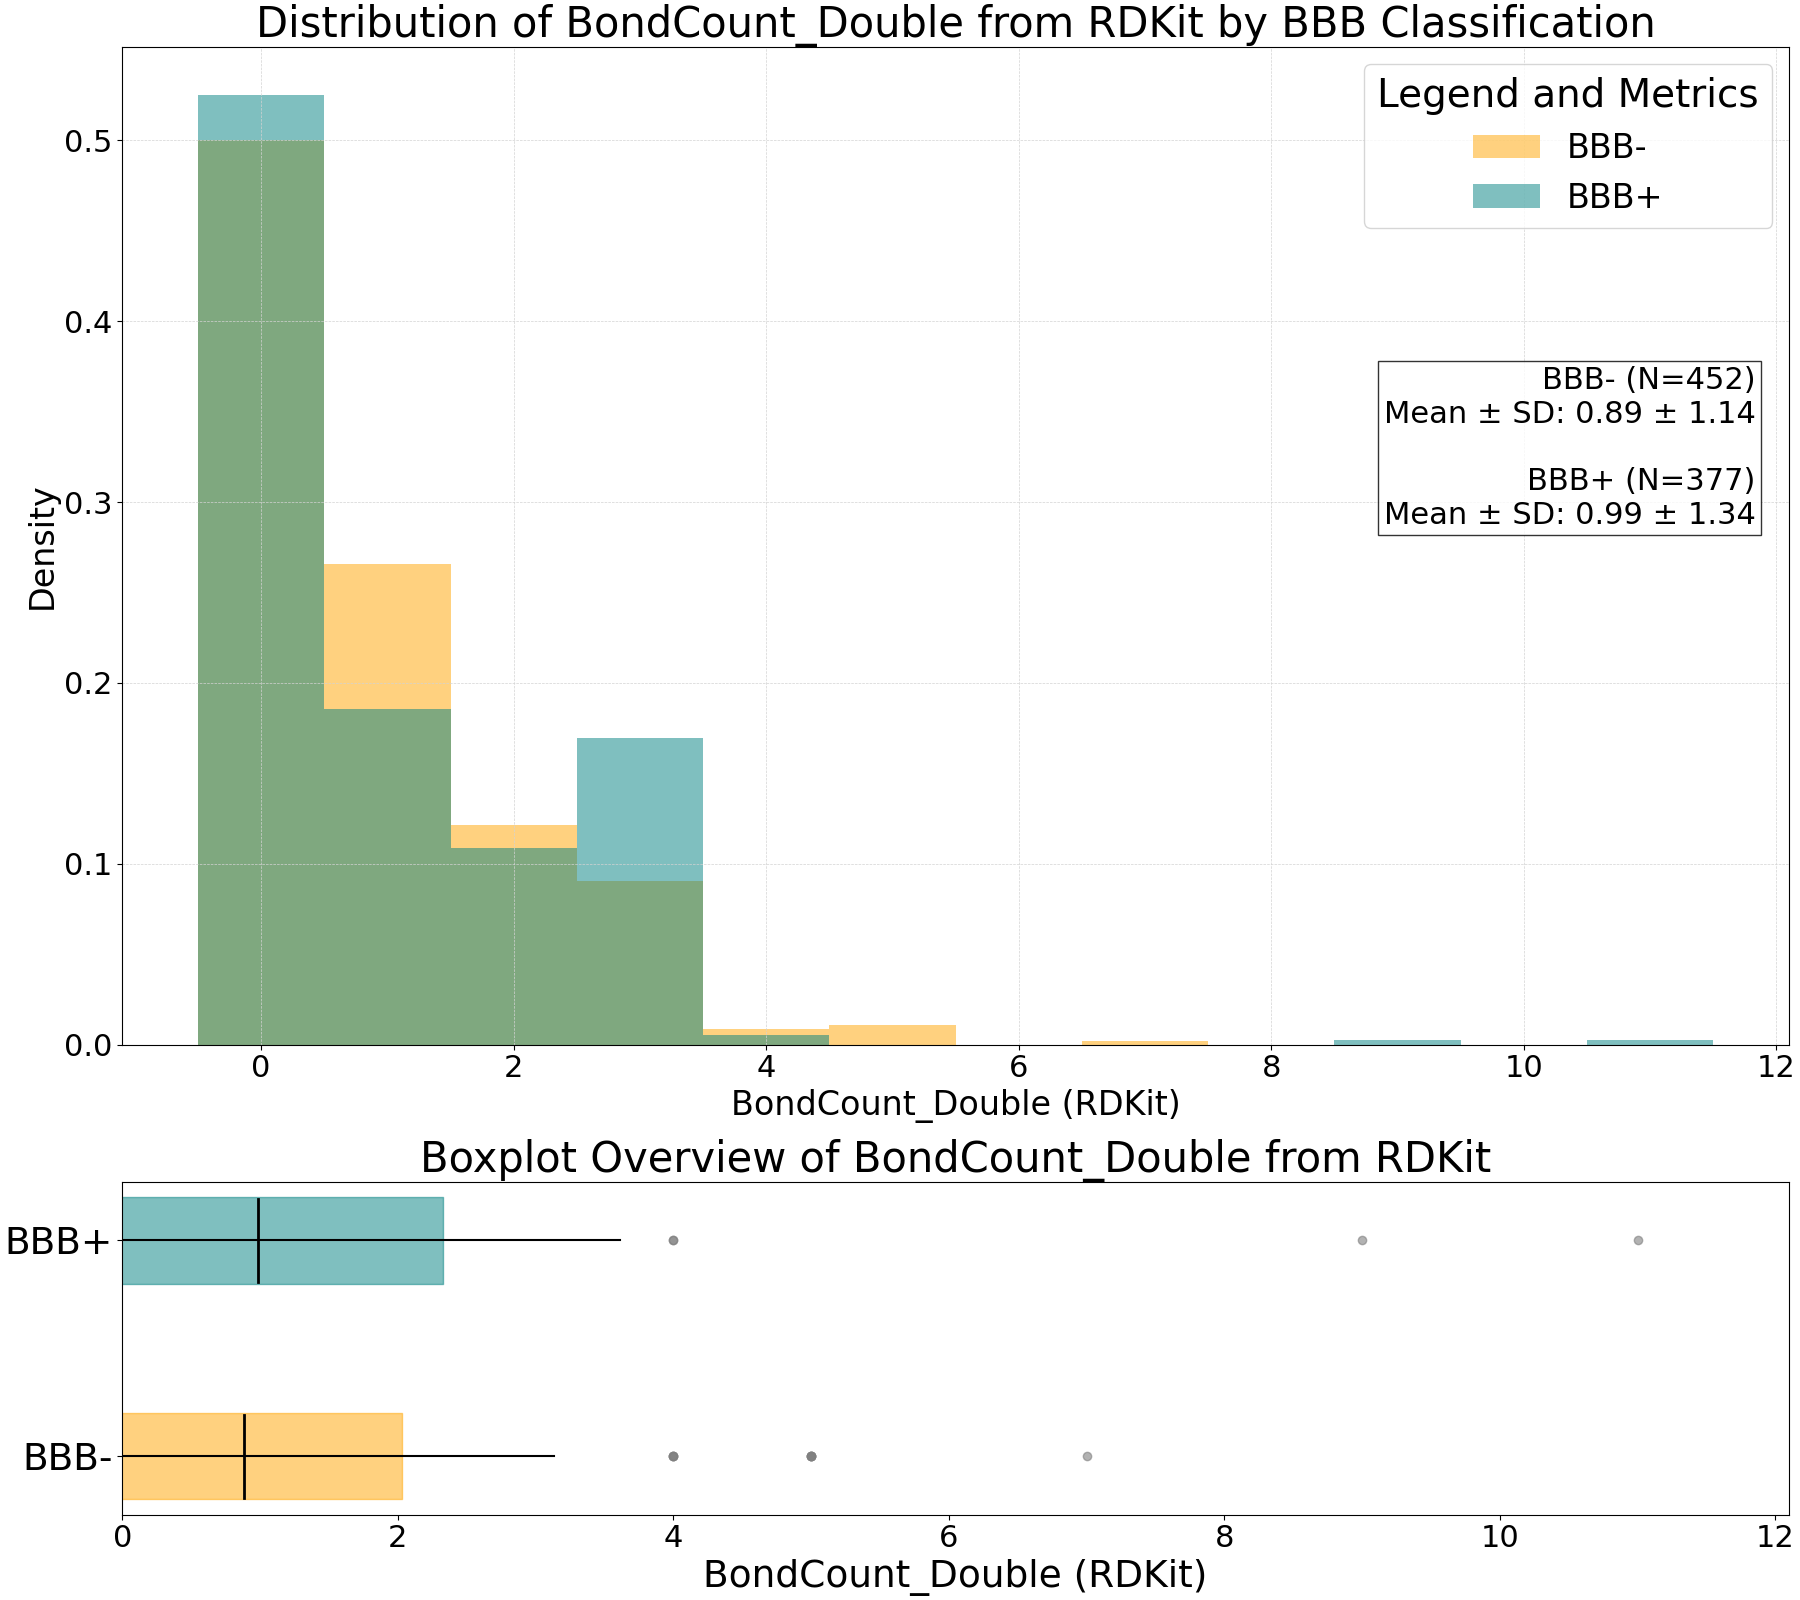 Distribution of BondCount_Double from RDKit by BBB Classification
Legend and Metrics
BBB-
BBB+
BBB- (N=452)
Mean ± SD: 0.89 ± 1.14
BBB+ (N=377)
Mean ± SD: 0.99 ± 1.34
Density
0.5
0.4
0.3
0.2
0.1
0.0
0 2 4 6 8 10 12
BondCount_Double (RDKit)
Boxplot Overview of BondCount_Double from RDKit
BBB+
BBB-
0 2 4 6 8 10 12
BondCount_Double (RDKit)